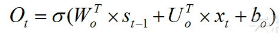 O_t = σ(W_o^T * s_{t-1} + U_o^T * x_t + b_o)